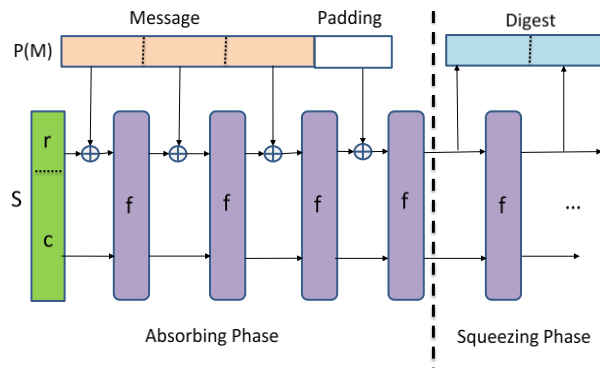 Message
Padding
Digest
P(M)
r
S
c
f
f
f
f
f
...
Absorbing Phase
Squeezing Phase